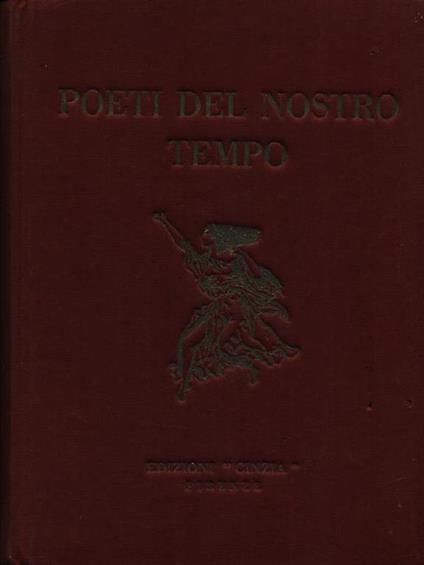 POETI DEL NOSTRO
TEMPO
EDIZIONI "CINZIA"
FIRENZE